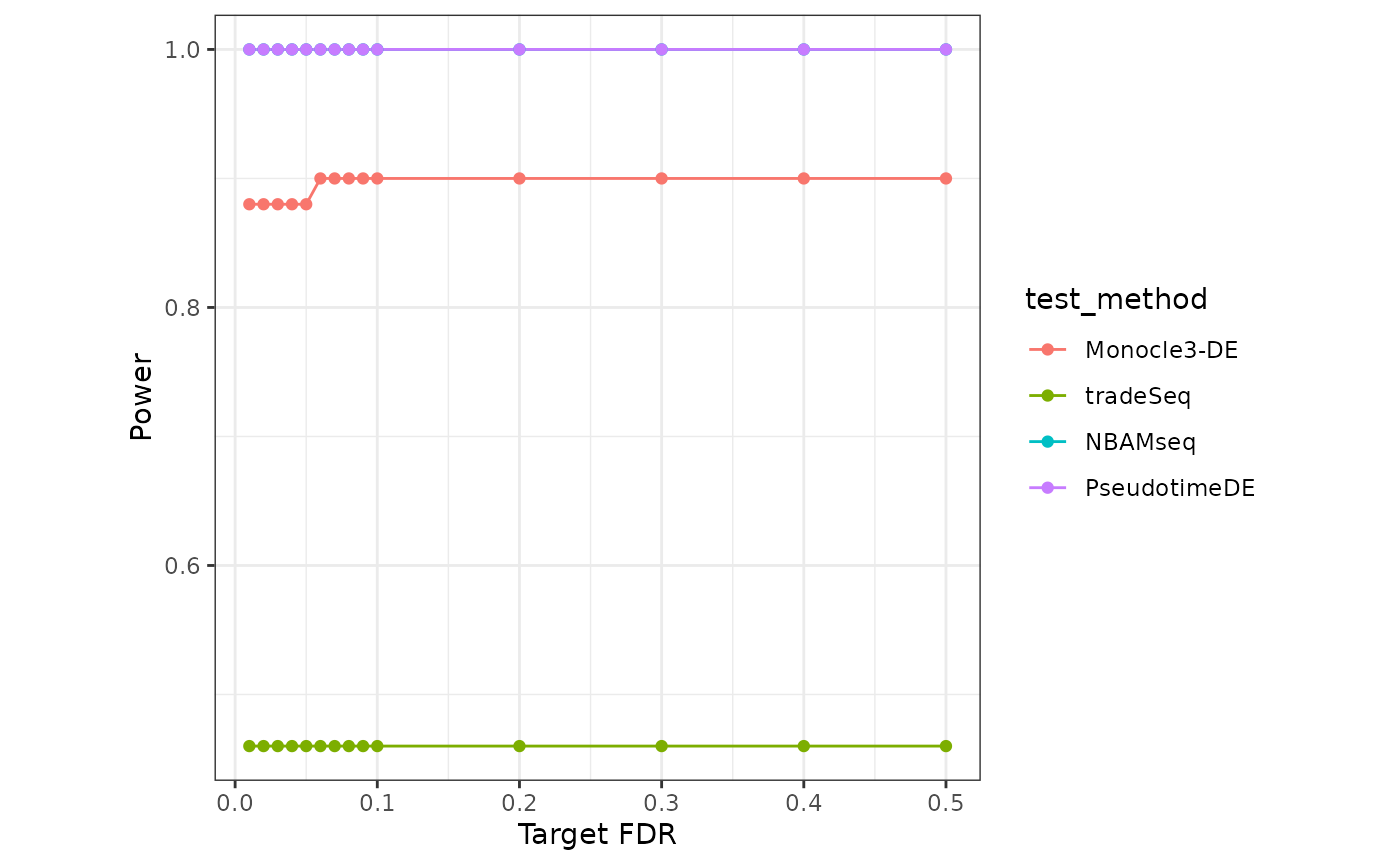 1.0
0.8
0.6
Power
0.0 0.1 0.2 0.3 0.4 0.5
Target FDR
test_method
Monocle3-DE
tradeSeq
NBAMseq
PseudotimeDE